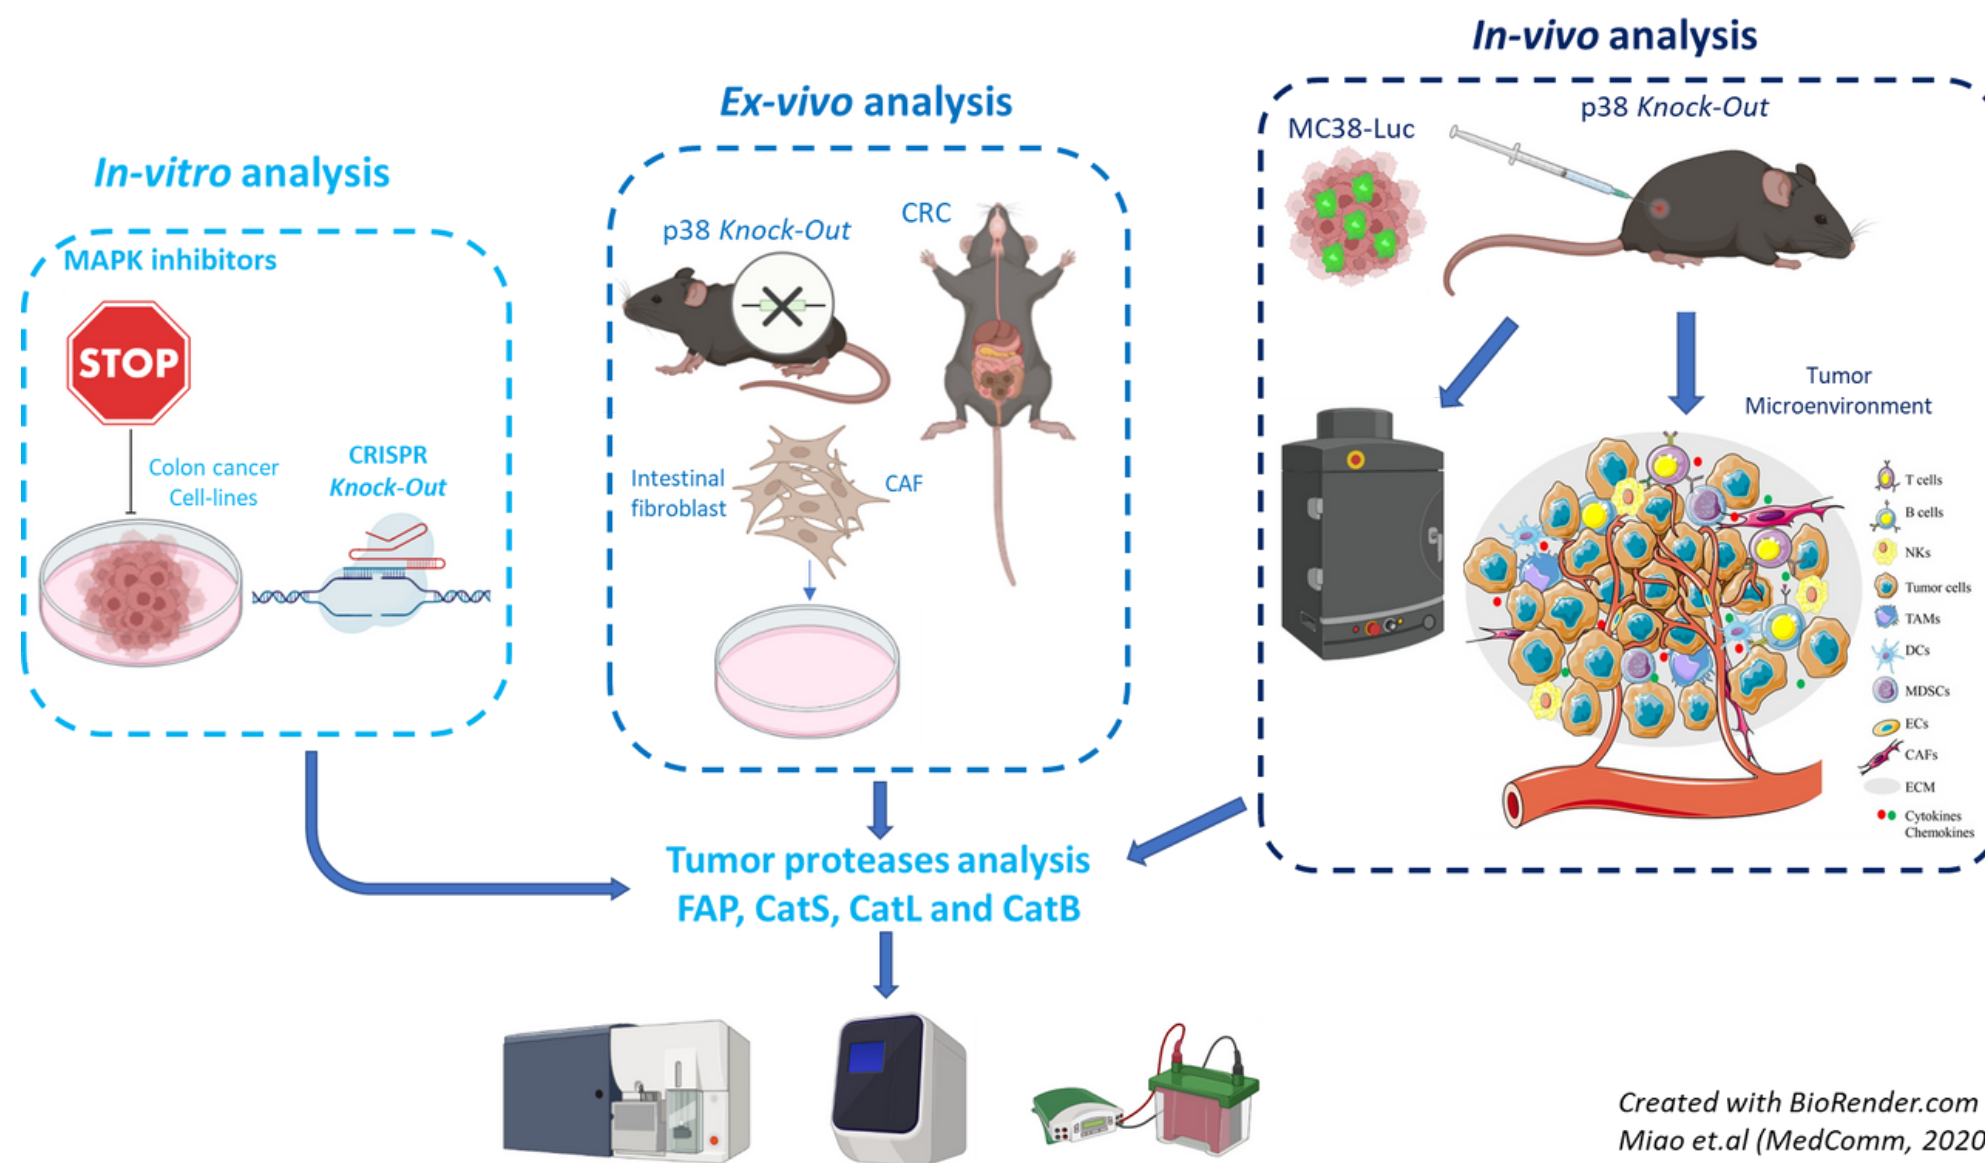 In-vitro analysis
MAPK inhibitors
STOP
Colon cancer
Cell-lines
CRISPR
Knock-Out
Ex-vivo analysis
p38 Knock-Out
CRC
Intestinal
fibroblast
CAF
In-vivo analysis
MC38-Luc
p38 Knock-Out
Tumor
Microenvironment
T cells
B cells
NKs
Tumor cells
TAMs
DCs
MDSCs
ECs
CAFs
ECM
Cytokines
Chemokines
Tumor proteases analysis
FAP, CatS, CatL and CatB
Created with BioRender.com
Miao et.al (MedComm, 2020